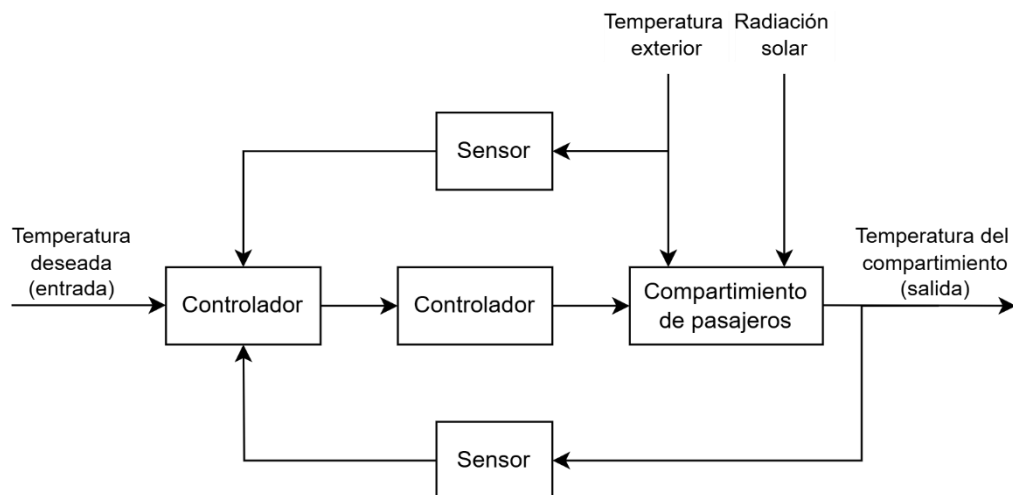 Temperatura
exterior
Radiación
solar
Sensor
Temperatura
deseada
(entrada)
Controlador
Controlador
Compartimiento
de pasajeros
Temperatura del
compartimiento
(salida)
Sensor